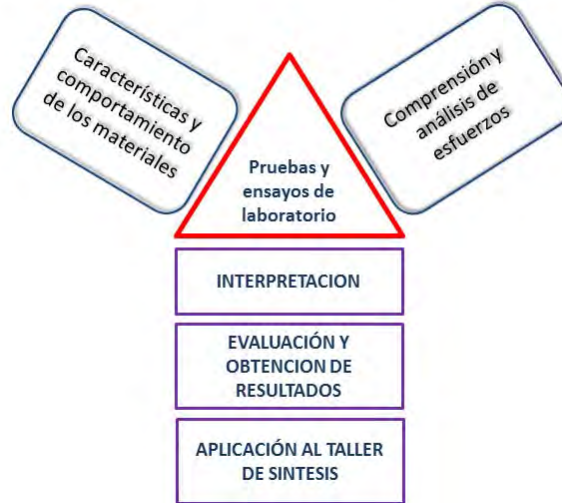 Características y
comportamiento
de los materiales
Comprensión y
análisis de
esfuerzos
Pruebas y
ensayos de
laboratorio
INTERPRETACION
EVALUACIÓN Y
OBTENCION DE
RESULTADOS
APLICACIÓN AL TALLER
DE SINTESIS